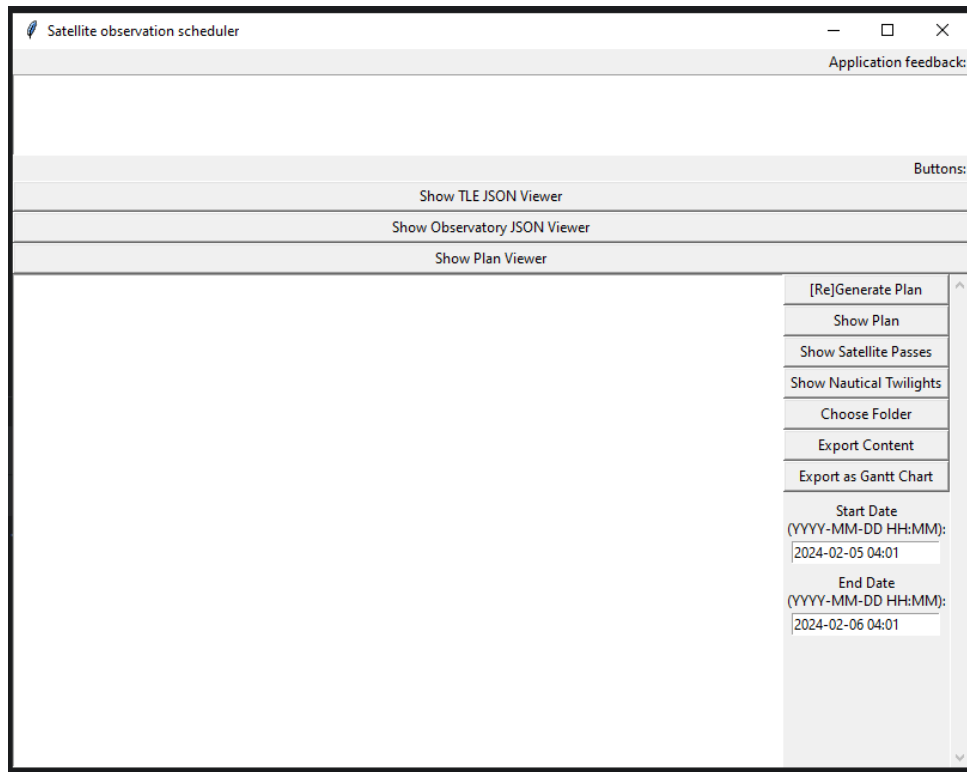 Satellite observation scheduler
Application feedback:
Buttons:
Show TLE JSON Viewer
Show Observatory JSON Viewer
Show Plan Viewer
[Re]Generate Plan
Show Plan
Show Satellite Passes
Show Nautical Twilights
Choose Folder
Export Content
Export as Gantt Chart
Start Date
(YYYY-MM-DD HH:MM):
2024-02-05 04:01
End Date
(YYYY-MM-DD HH:MM):
2024-02-06 04:01